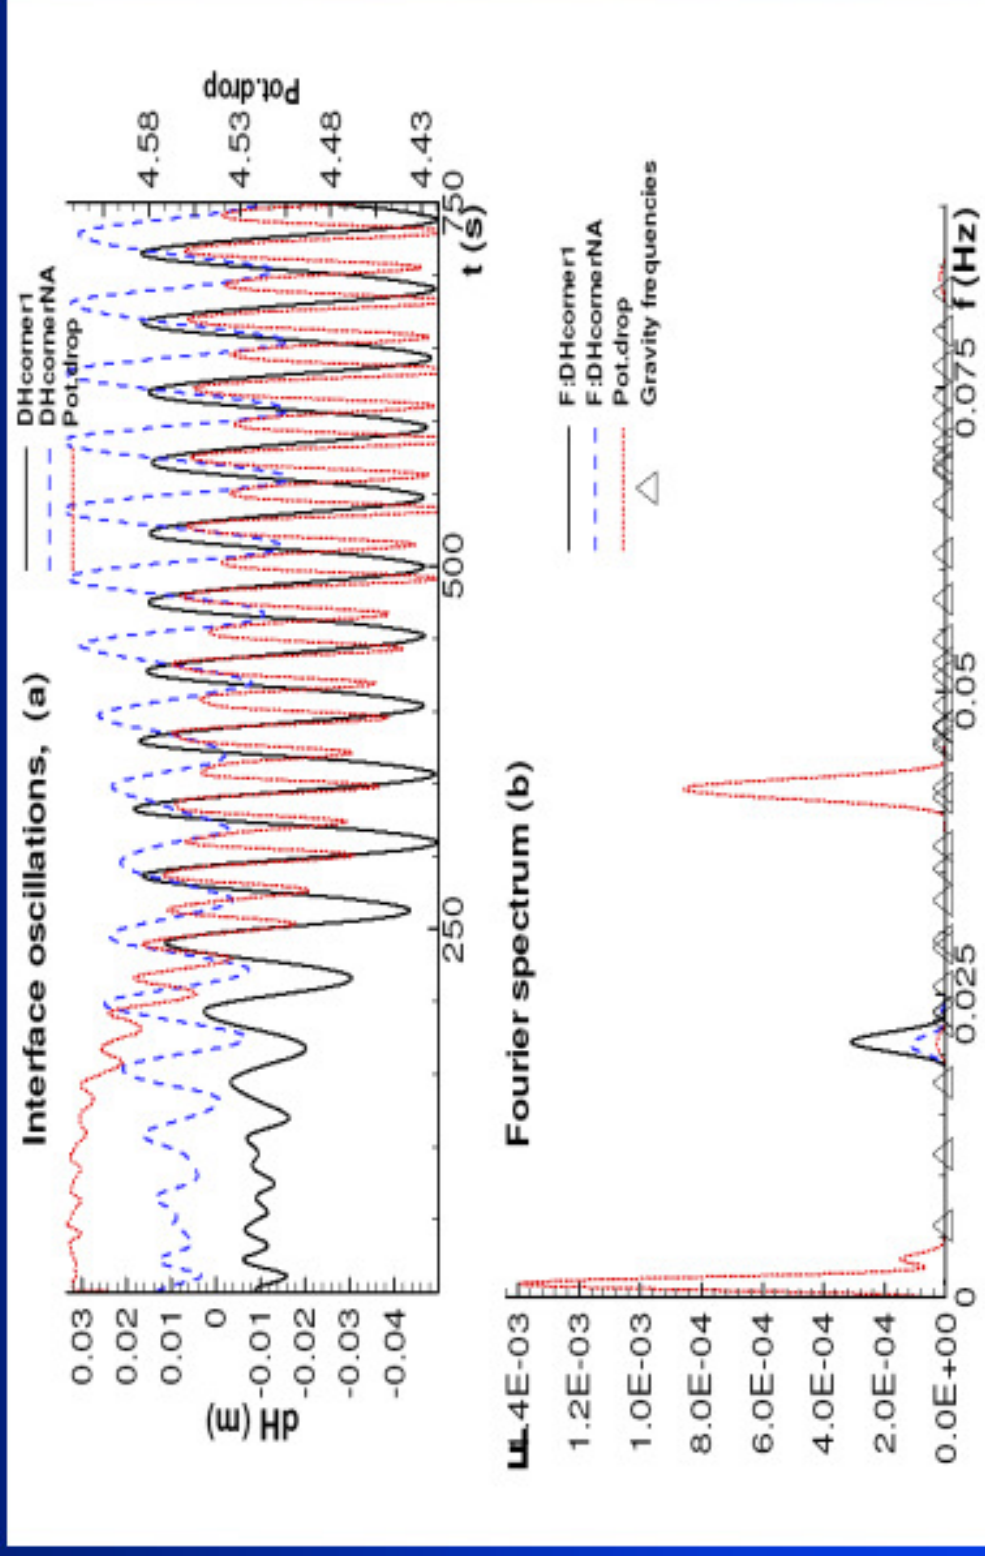 Interface oscillations, (a)
DHcorner1
DHcornerNA
Pot.drop
dH (m)
0.03
0.02
0.01
0
-0.01
-0.02
-0.03
-0.04
Pot.drop
4.58
4.53
4.48
4.43
250
500
750
t (s)
Fourier spectrum (b)
F:DHcorner1
F:DHcornerNA
Pot.drop
Gravity frequencies
1.2E-03
1.0E-03
8.0E-04
6.0E-04
4.0E-04
2.0E-04
0.0E+00
0
0.025
0.05
0.075
f (Hz)